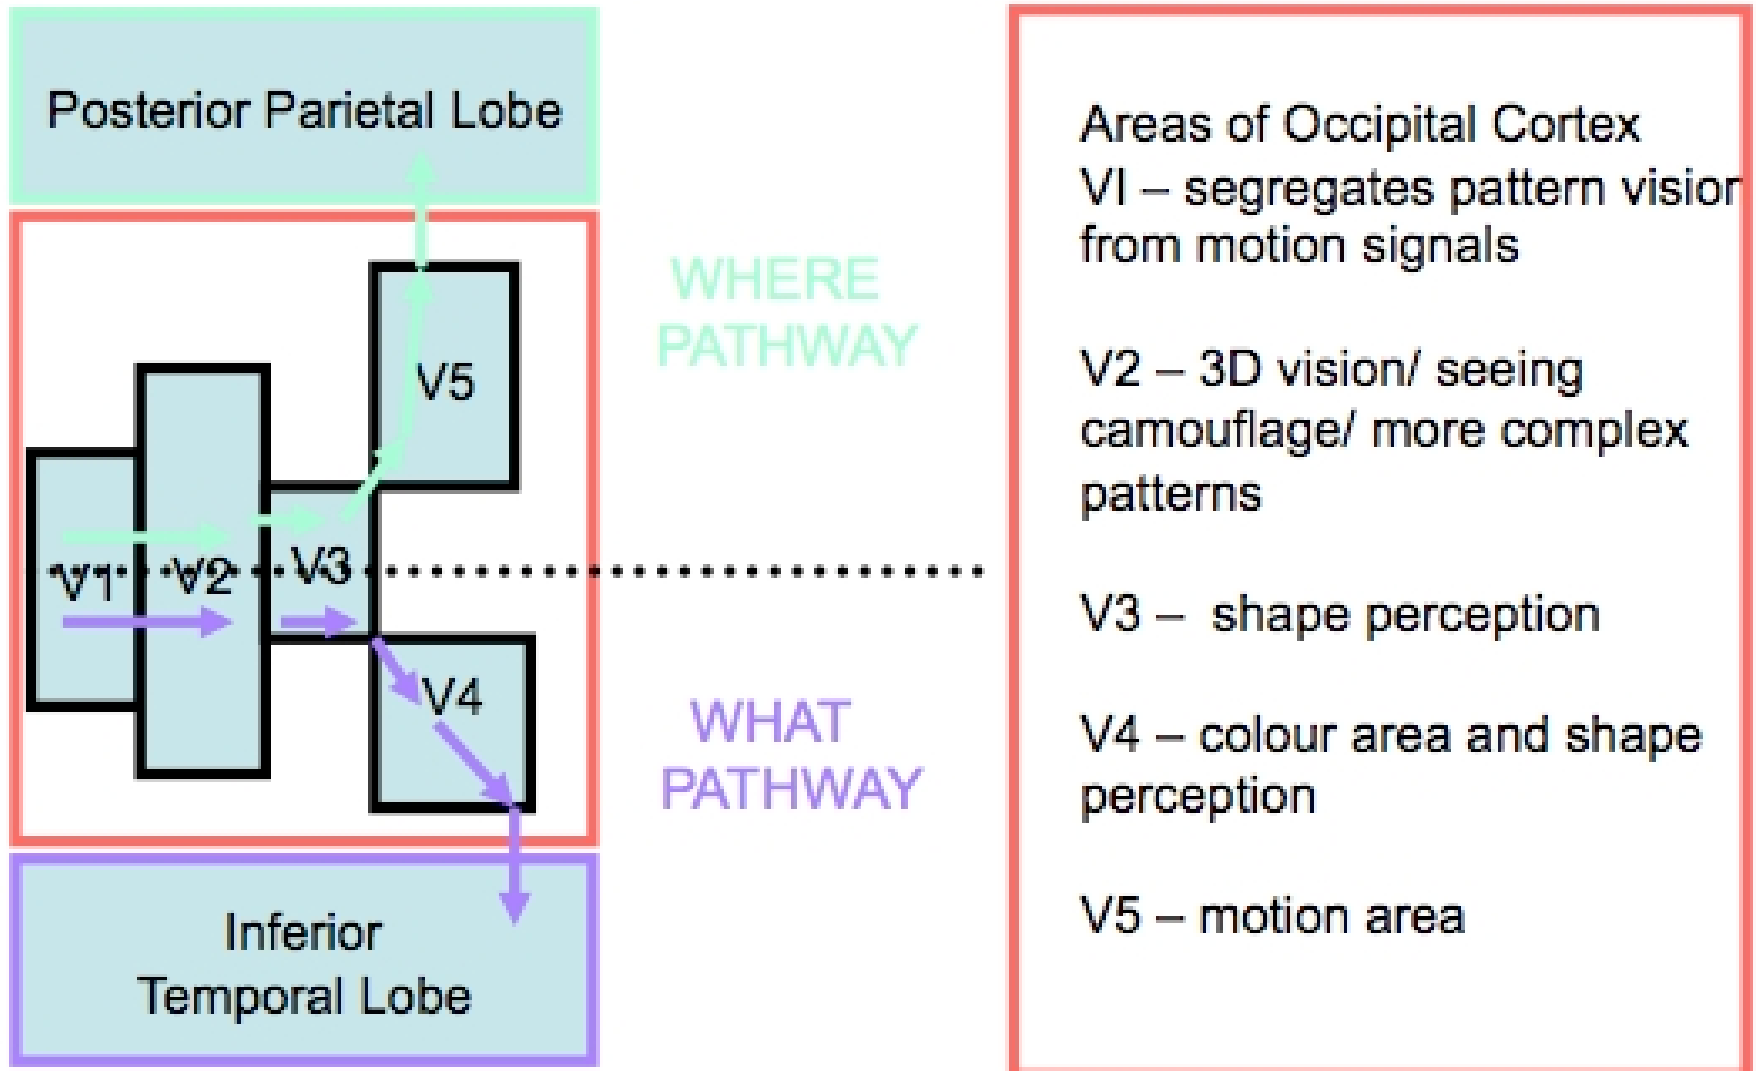 Posterior Parietal Lobe
V5
V1
V2
V3
V4
Inferior
Temporal Lobe
WHERE
PATHWAY
WHAT
PATHWAY
Areas of Occipital Cortex
VI – segregates pattern vision
from motion signals
V2 – 3D vision/ seeing
camouflage/ more complex
patterns
V3 – shape perception
V4 – colour area and shape
perception
V5 – motion area